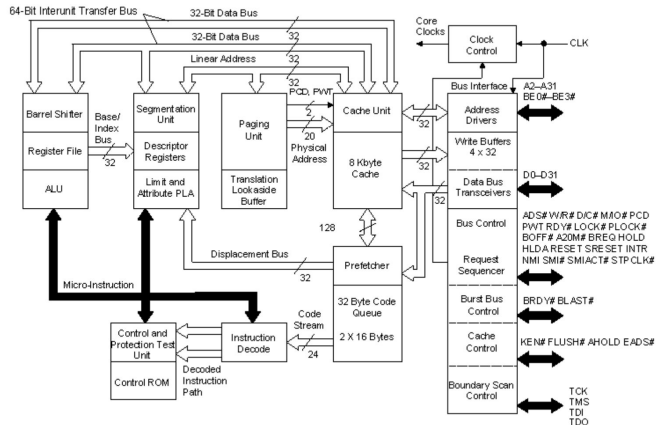 64-Bit Interunit Transfer Bus
32-Bit Data Bus
32
32-Bit Data Bus
32
Linear Address
32
Core
Clocks
Clock
Control
CLK
Barrel Shifter
Register File
ALU
Base/
Index
Bus
32
Segmentation
Unit
Descriptor
Registers
Limit and
Attribute PLA
Paging
Unit
Translation
Lookaside
Buffer
PCD, PWT
2
20
Physical
Address
Cache Unit
8 Kbyte
Cache
32
32
32
128
Bus Interface
Address
Drivers
Write Buffers
4 x 32
Data Bus
Transceivers
Bus Control
Request
Sequencer
Burst Bus
Control
Cache
Control
Boundary Scan
Control
A2–A31
BE0#–BE3#
D0–D31
ADS# W/R# D/C# M/IO# PCD
PWT RDY# LOCK# PLOCK#
BOFF# A20M# BREQ HOLD
HLDA RESET SRESET INTR
NMI SMI# SMIACT# STPCLK#
BRDY# BLAST#
KEN# FLUSH# AHOLD EADS#
TCK
TMS
TDI
TDO
Displacement Bus
32
Prefetcher
32 Byte Code
Queue
2 X 16 Bytes
Micro-Instruction
Control and
Protection Test
Unit
Control ROM
Instruction
Decode
Code
Stream
24
Decoded
Instruction
Path